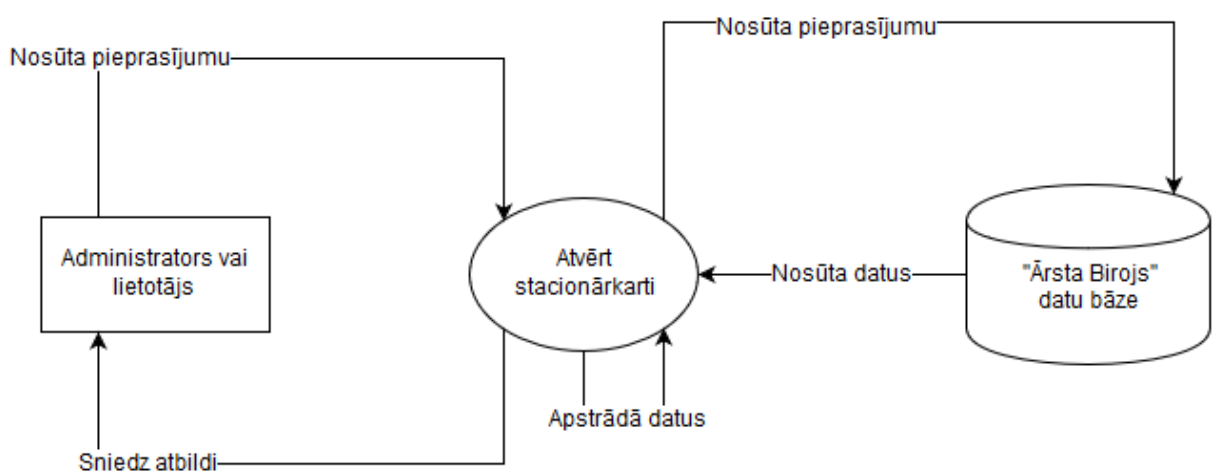 Nosūta pieprasījumu
Nosūta pieprasījumu
Administrators vai
lietotājs
Atvērt
stacionārkarti
Nosūta datus
"Ārsta Birojs"
datu bāze
Apstrādā datus
Sniedz atbildi